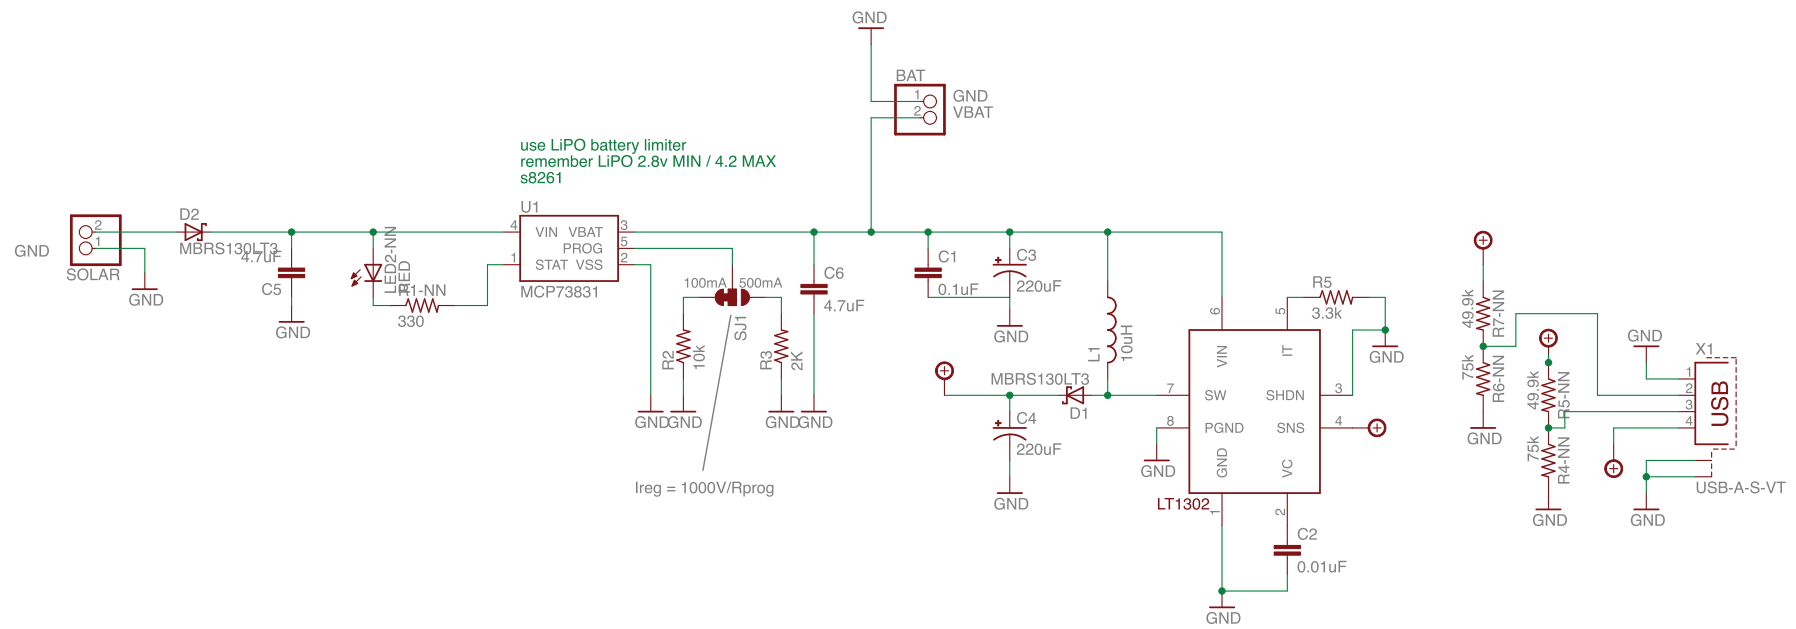 GND
BAT
1
2
GND
VBAT
use LiPO battery limiter
remember LiPO 2.8v MIN / 4.2 MAX
s8261
GND
2
1
SOLAR
GND
D2
MBRS130LT3
4.7uF
C5
GND
LED2-NN
RED
R1-NN
330
U1
4
1
VIN VBAT
PROG
STAT VSS
3
5
2
MCP73831
100mA
500mA
SJ1
R2
10k
R3
2K
GND
GND
GND
GND
C6
4.7uF
Ireg = 1000V/Rprog
C1
0.1uF
C3
220uF
GND
L1
10uH
MBRS130LT3
D1
C4
220uF
GND
6
5
R5
3.3k
GND
VIN
IT
7
SW
SHDN
3
8
PGND
SNS
4
GND
GND
VC
LT1302
1
2
C2
0.01uF
GND
49.9k
R7-NN
75k
R6-NN
GND
49.9k
R5-NN
75k
R4-NN
GND
GND
X1
1
2
3
4
USB
USB-A-S-VT
GND